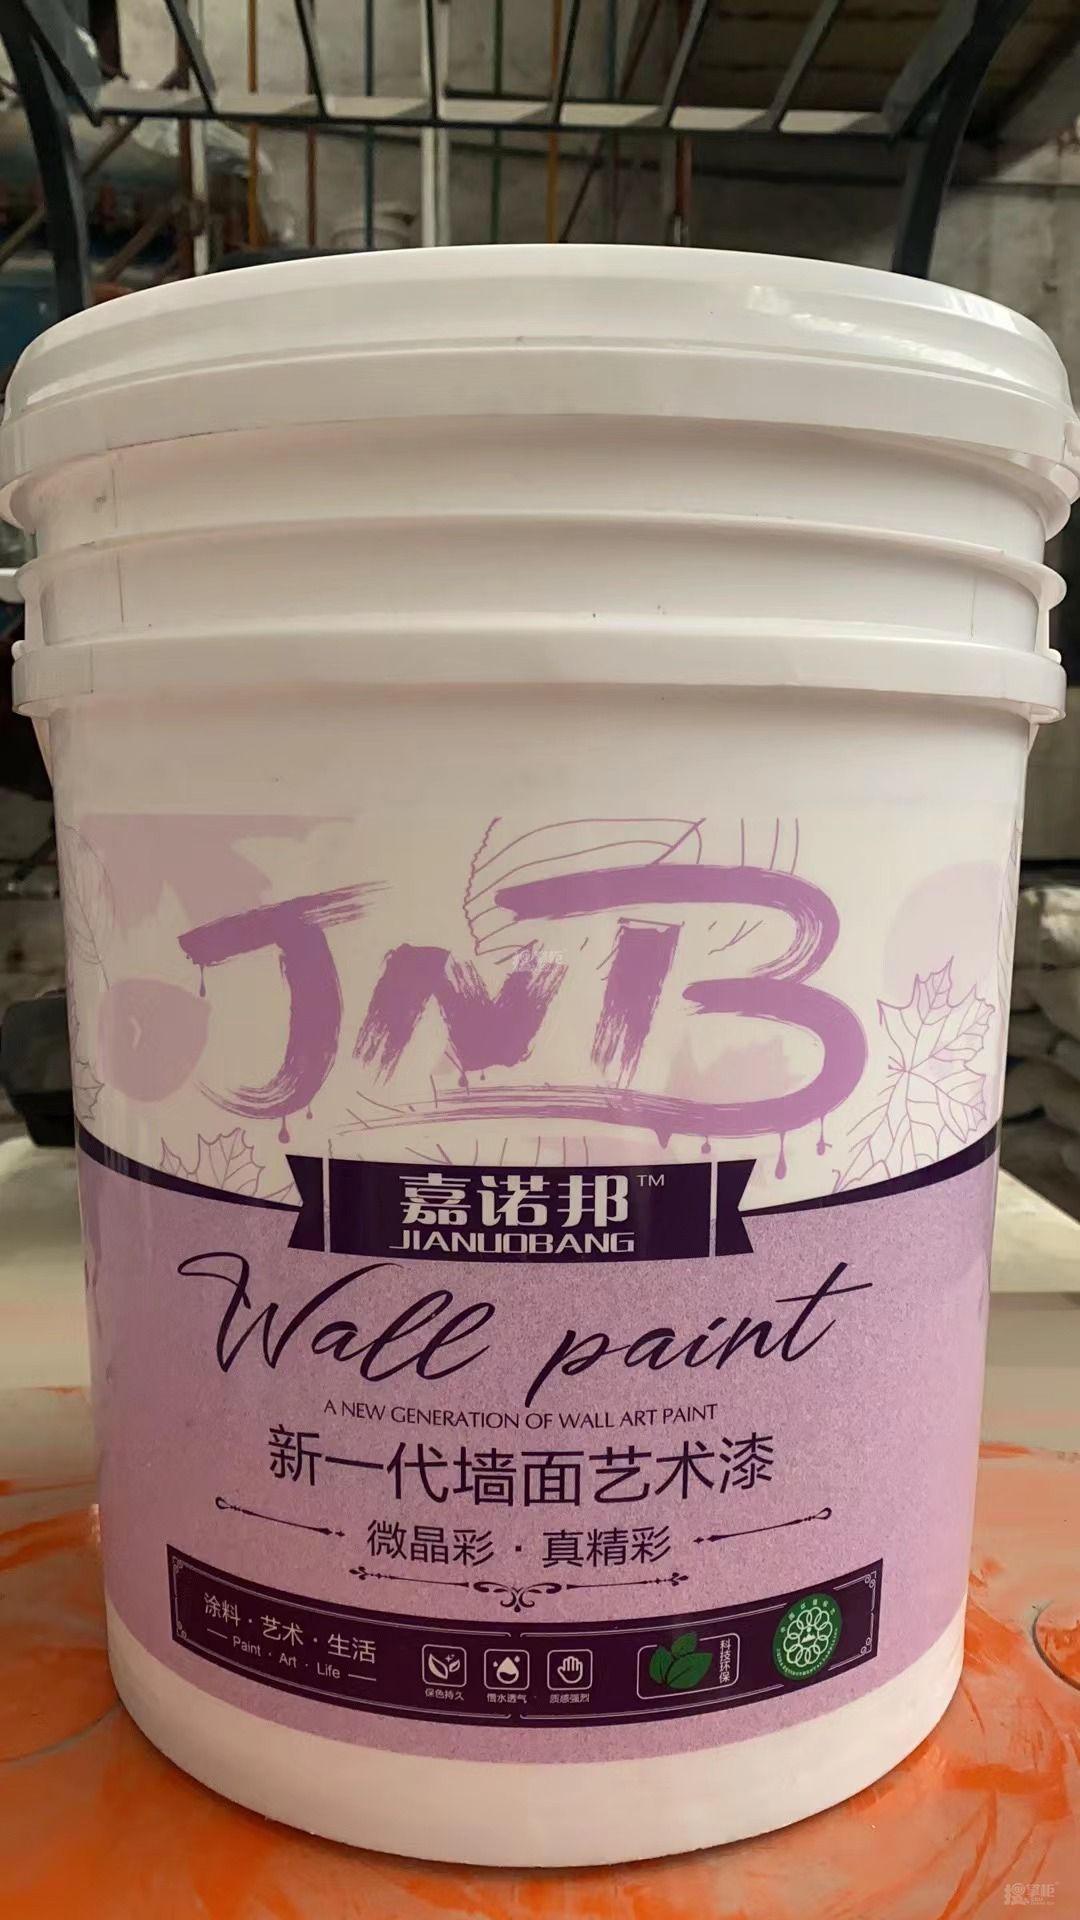 JNB
嘉诺邦™
JIANUOBANG
Wall paint
A NEW GENERATION OF WALL ART PAINT
新一代墙面艺术漆
微晶彩·真精彩
涂料·艺术·生活
Paint · Art · Life
保色持久
憎水透气
质感强烈
科技环保